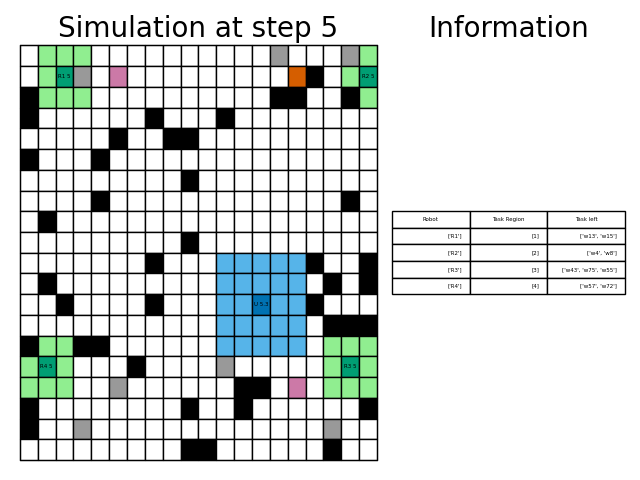 Simulation at step 5
Information
R1 5
R2 5
U 5.3
R4 5
R3 5
Robot Task Region Task left
['R1'] [1] ['w13', 'w15']
['R2'] [2] ['w4', 'w8']
['R3'] [3] ['w43', 'w75', 'w55']
['R4'] [4] ['w57', 'w72']